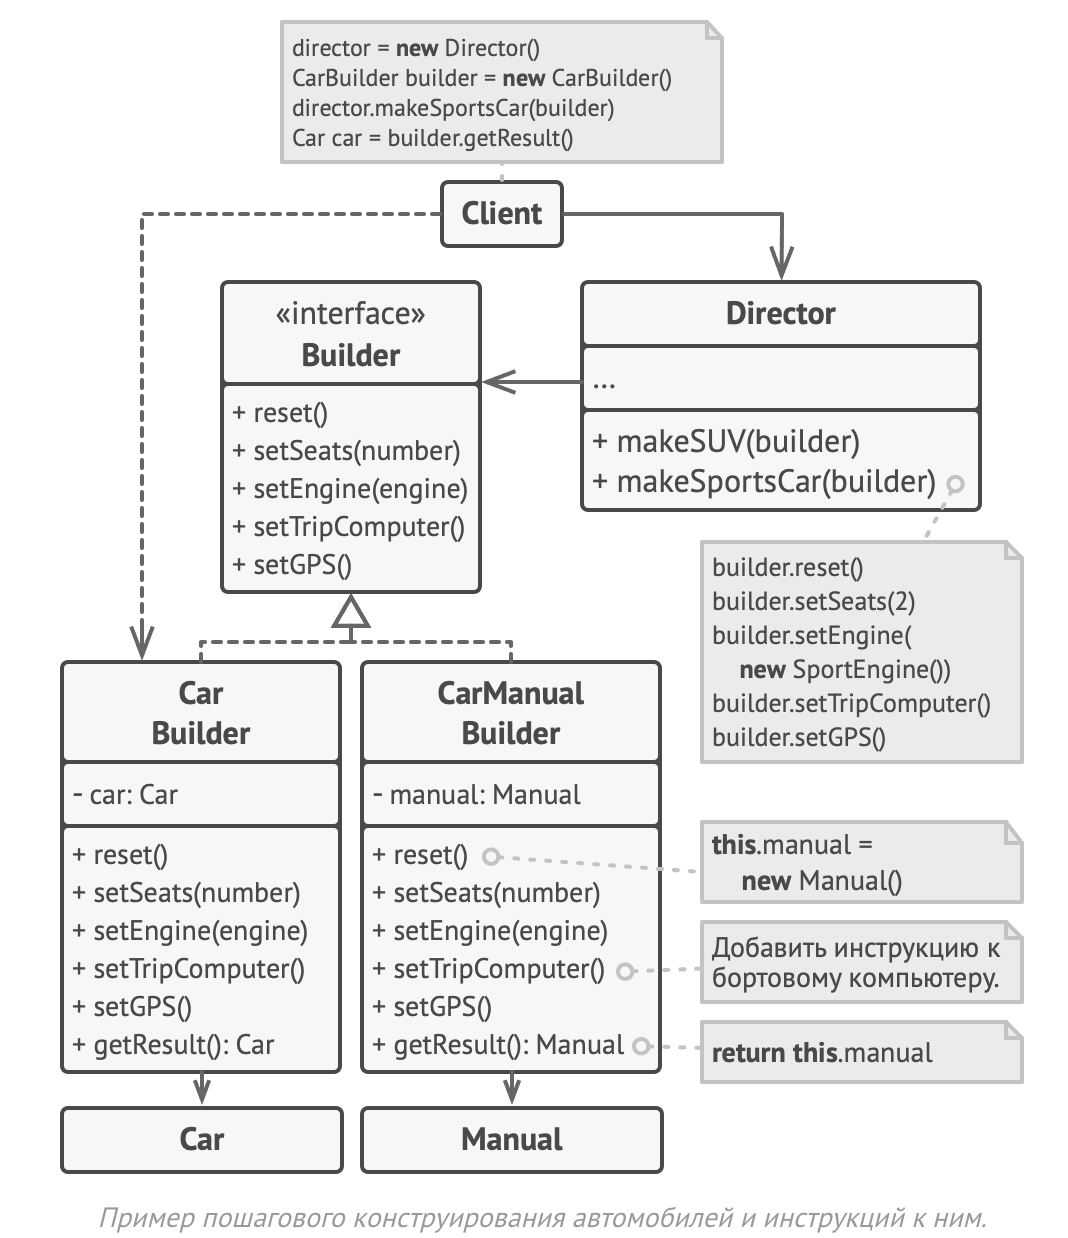 director = new Director()
CarBuilder builder = new CarBuilder()
director.makeSportsCar(builder)
Car car = builder.getResult()
Client
«interface»
Builder
+ reset()
+ setSeats(number)
+ setEngine(engine)
+ setTripComputer()
+ setGPS()
Director
...
+ makeSUV(builder)
+ makeSportsCar(builder)
builder.reset()
builder.setSeats(2)
builder.setEngine(
new SportEngine())
builder.setTripComputer()
builder.setGPS()
Car
Builder
- car: Car
+ reset()
+ setSeats(number)
+ setEngine(engine)
+ setTripComputer()
+ setGPS()
+ getResult(): Car
CarManual
Builder
- manual: Manual
+ reset()
+ setSeats(number)
+ setEngine(engine)
+ setTripComputer()
+ setGPS()
+ getResult(): Manual
this.manual =
new Manual()
Добавить инструкцию к
бортовому компьютеру.
return this.manual
Car
Manual
Пример пошагового конструирования автомобилей и инструкций к ним.